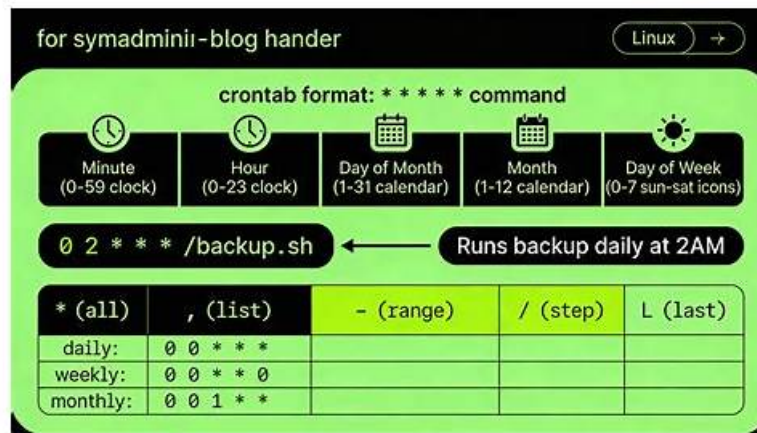 for symadminii-blog hander
Linux →
crontab format: * * * * * command
Minute
(0-59 clock)
Hour
(0-23 clock)
Day of Month
(1-31 calendar)
Month
(1-12 calendar)
Day of Week
(0-7 sun-sat icons)
0 2 * * * /backup.sh
Runs backup daily at 2AM
* (all) , (list) - (range) / (step) L (last)
daily: 0 0 * * *
weekly: 0 0 * * 0
monthly: 0 0 1 * *